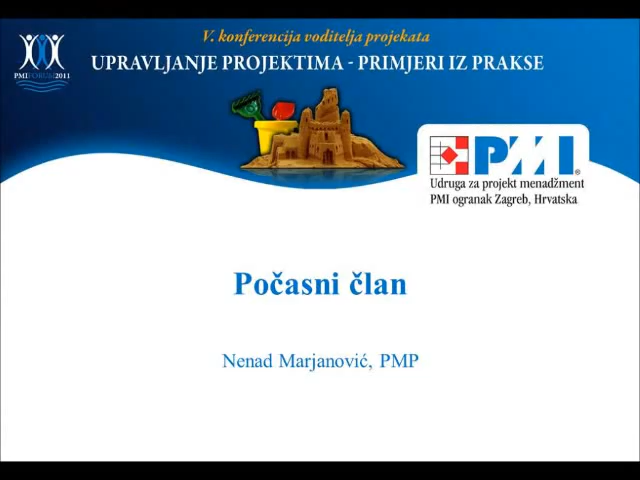 V. konferencija voditelja projekata
UPRAVLJANJE PROJEKTIMA - PRIMJERI IZ PRAKSE
PMIFORUM2011
PMI®
Udruga za projekt menadžment
PMI ogranak Zagreb, Hrvatska
Počasni član
Nenad Marjanović, PMP